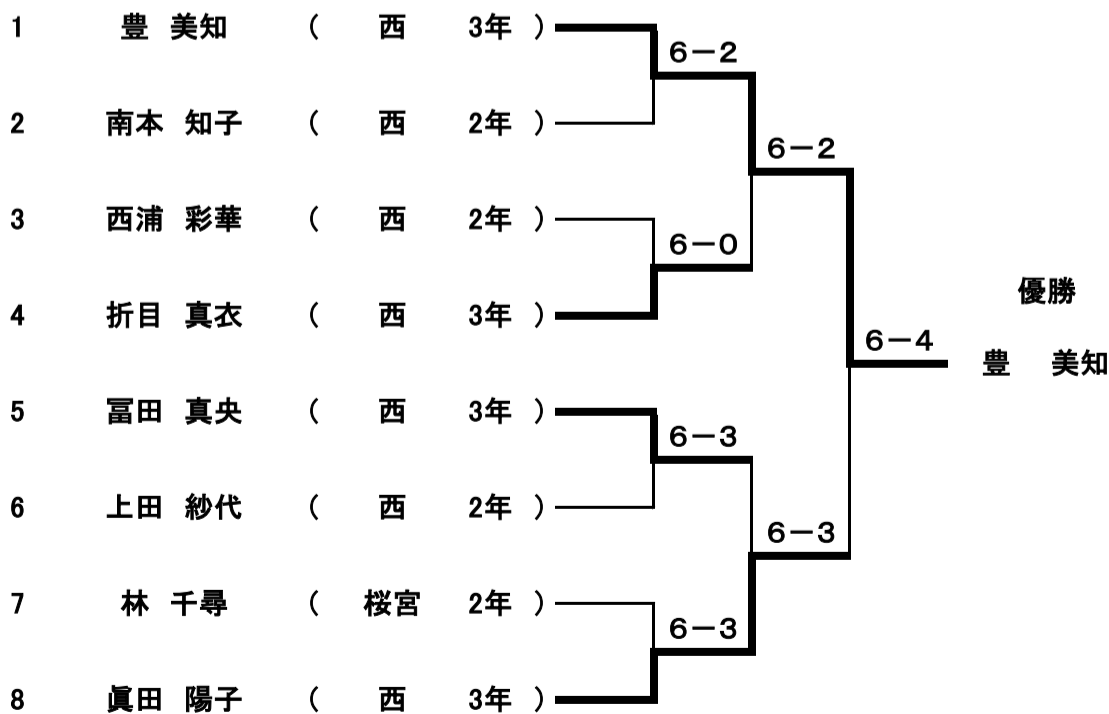 1 豊 美知 ( 西 3年 )
6－2
2 南本 知子 ( 西 2年 )
6－2
3 西浦 彩華 ( 西 2年 )
6－0
優勝
4 折目 真衣 ( 西 3年 )
6－4
豊 美知
5 冨田 真央 ( 西 3年 )
6－3
6 上田 紗代 ( 西 2年 )
6－3
7 林 千尋 ( 桜宮 2年 )
6－3
8 眞田 陽子 ( 西 3年 )